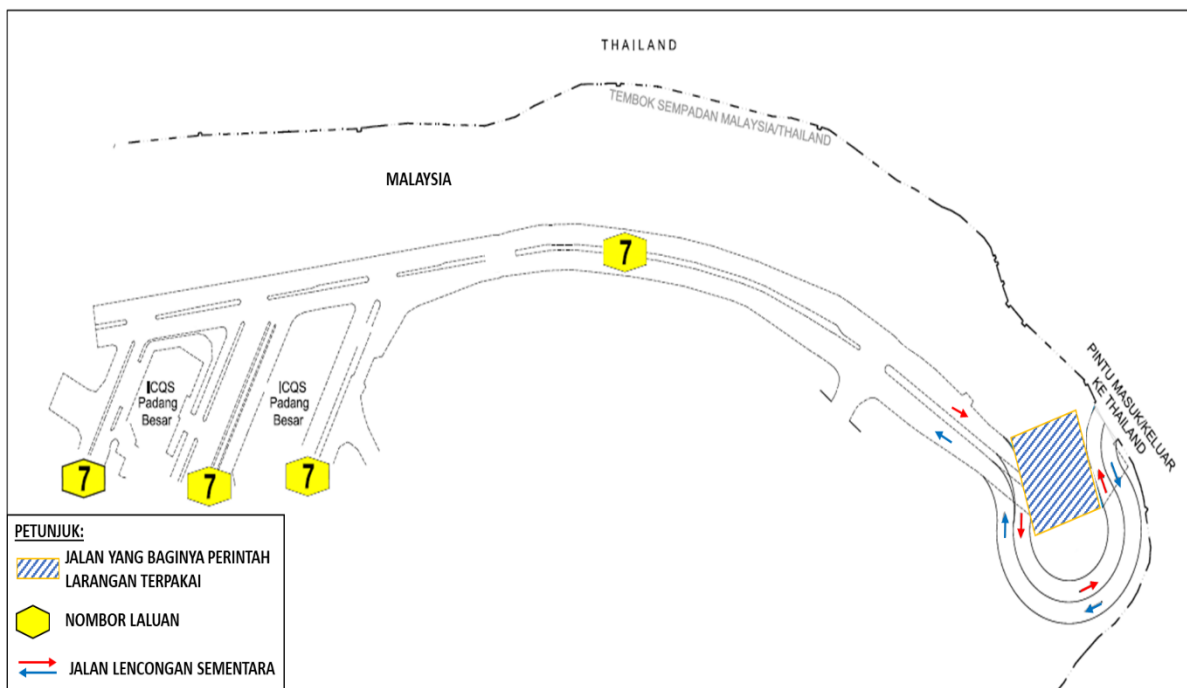 THAILAND
TEMBOK SEMPADAN MALAYSIA/THAILAND
MALAYSIA
7
PINTU MASUK/KELUAR
KE THAILAND
ICQS
Padang
Besar
ICQS
Padang
Besar
7
7
7
PETUNJUK:
JALAN YANG BAGINYA PERINTAH
LARANGAN TERPAKAI
NOMBOR LALUAN
JALAN LENCONGAN SEMENTARA